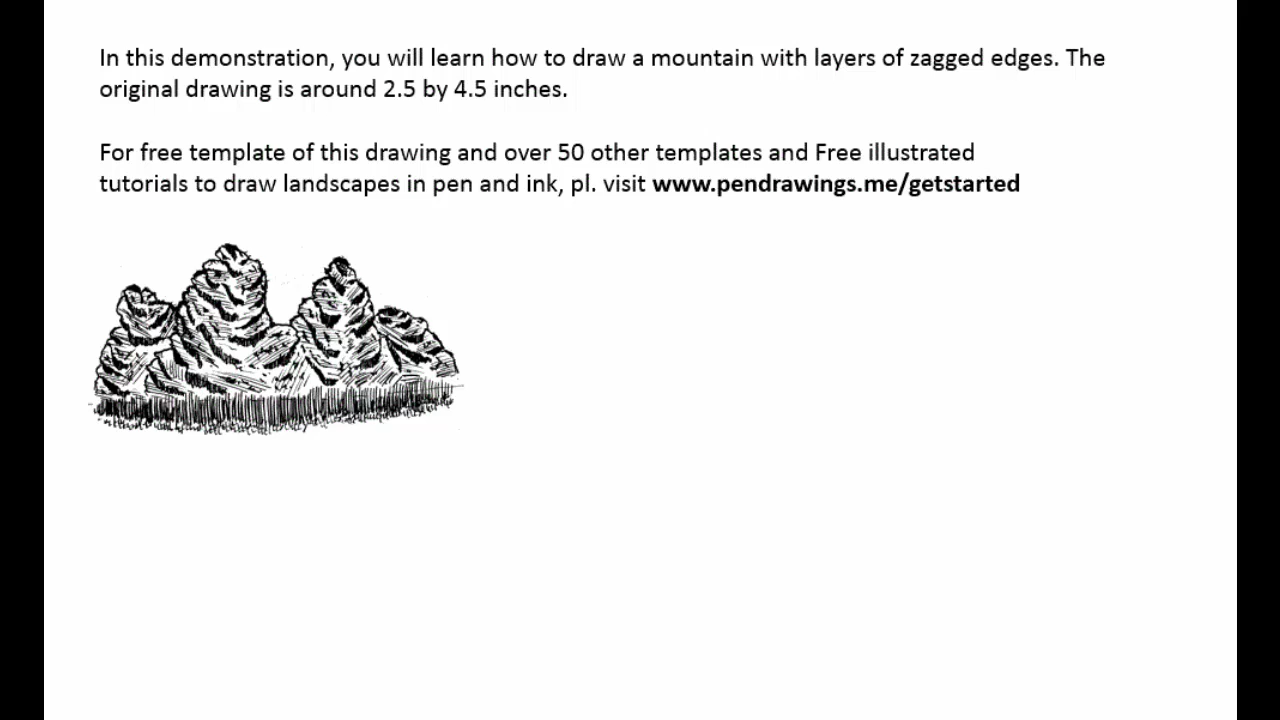 In this demonstration, you will learn how to draw a mountain with layers of zagged edges. The
original drawing is around 2.5 by 4.5 inches.
For free template of this drawing and over 50 other templates and Free illustrated
tutorials to draw landscapes in pen and ink, pl. visit www.pendrawings.me/getstarted